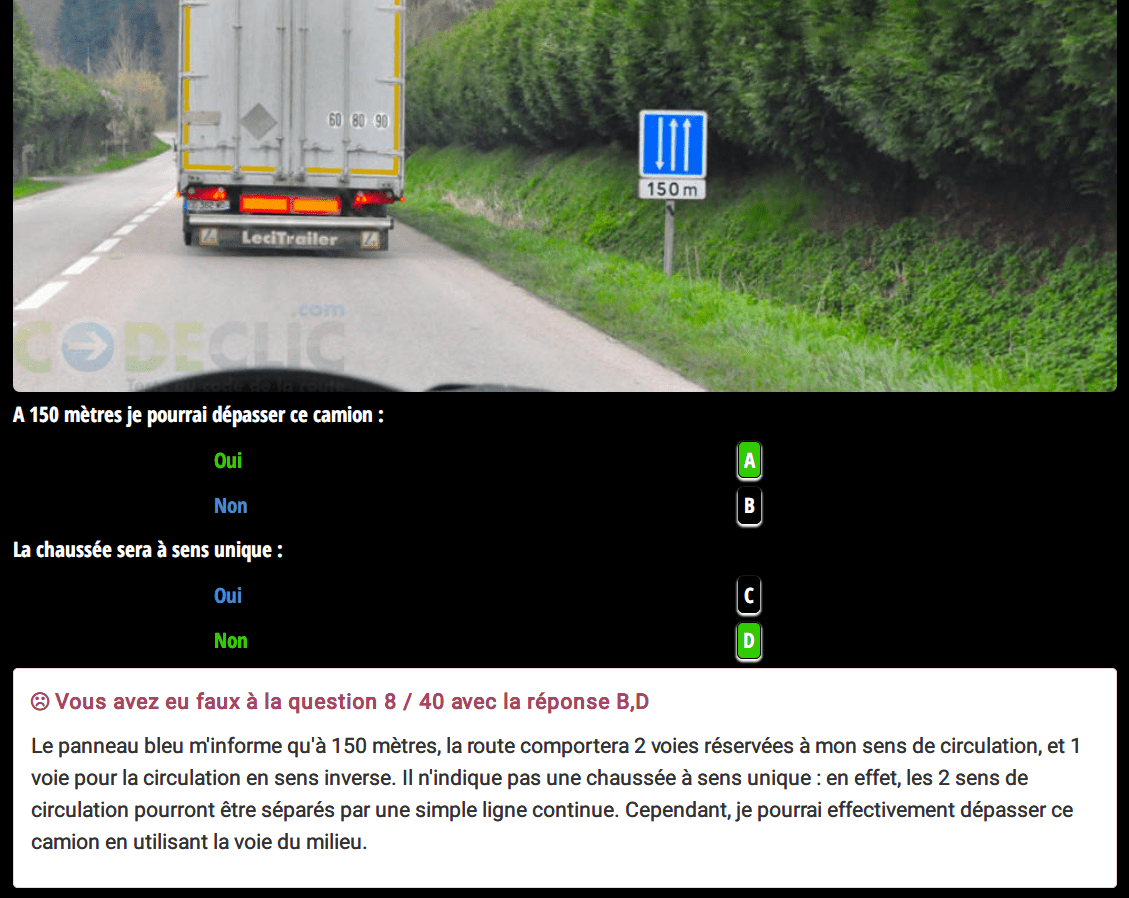 60 80 90
150 m
LeciTrailer
.com
CODECLIC
Tests du code de la route
A 150 mètres je pourrai dépasser ce camion :
Oui A
Non B
La chaussée sera à sens unique :
Oui C
Non D
Vous avez eu faux à la question 8 / 40 avec la réponse B,D
Le panneau bleu m'informe qu'à 150 mètres, la route comportera 2 voies réservées à mon sens de circulation, et 1
voie pour la circulation en sens inverse. Il n'indique pas une chaussée à sens unique : en effet, les 2 sens de
circulation pourront être séparés par une simple ligne continue. Cependant, je pourrai effectivement dépasser ce
camion en utilisant la voie du milieu.